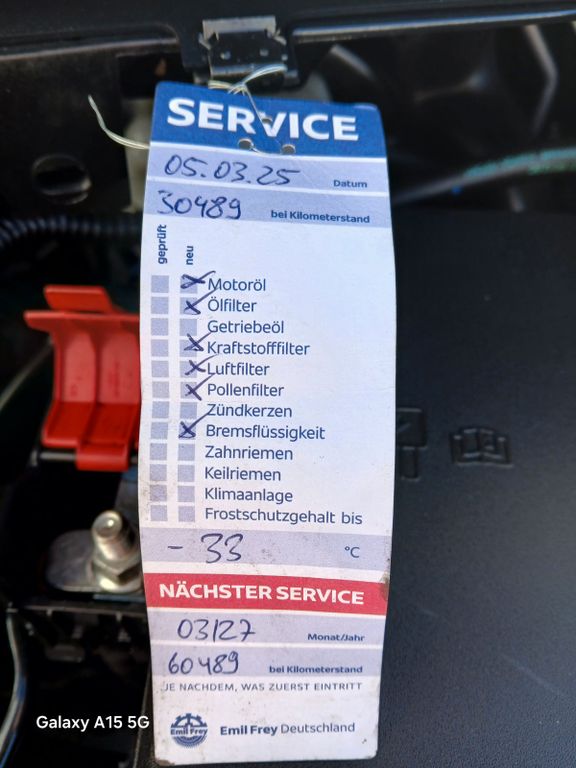 SERVICE
05.03.25 Datum
30489 bei Kilometerstand
geprüft neu
Motoröl
Ölfilter
Getriebeöl
Kraftstofffilter
Luftfilter
Pollenfilter
Zündkerzen
Bremsflüssigkeit
Zahnriemen
Keilriemen
Klimaanlage
Frostschutzgehalt bis
-33 °C
NÄCHSTER SERVICE
03/27 Monat/Jahr
60489 bei Kilometerstand
JE NACHDEM, WAS ZUERST EINTRITT
Emil Frey Emil Frey Deutschland
Galaxy A15 5G